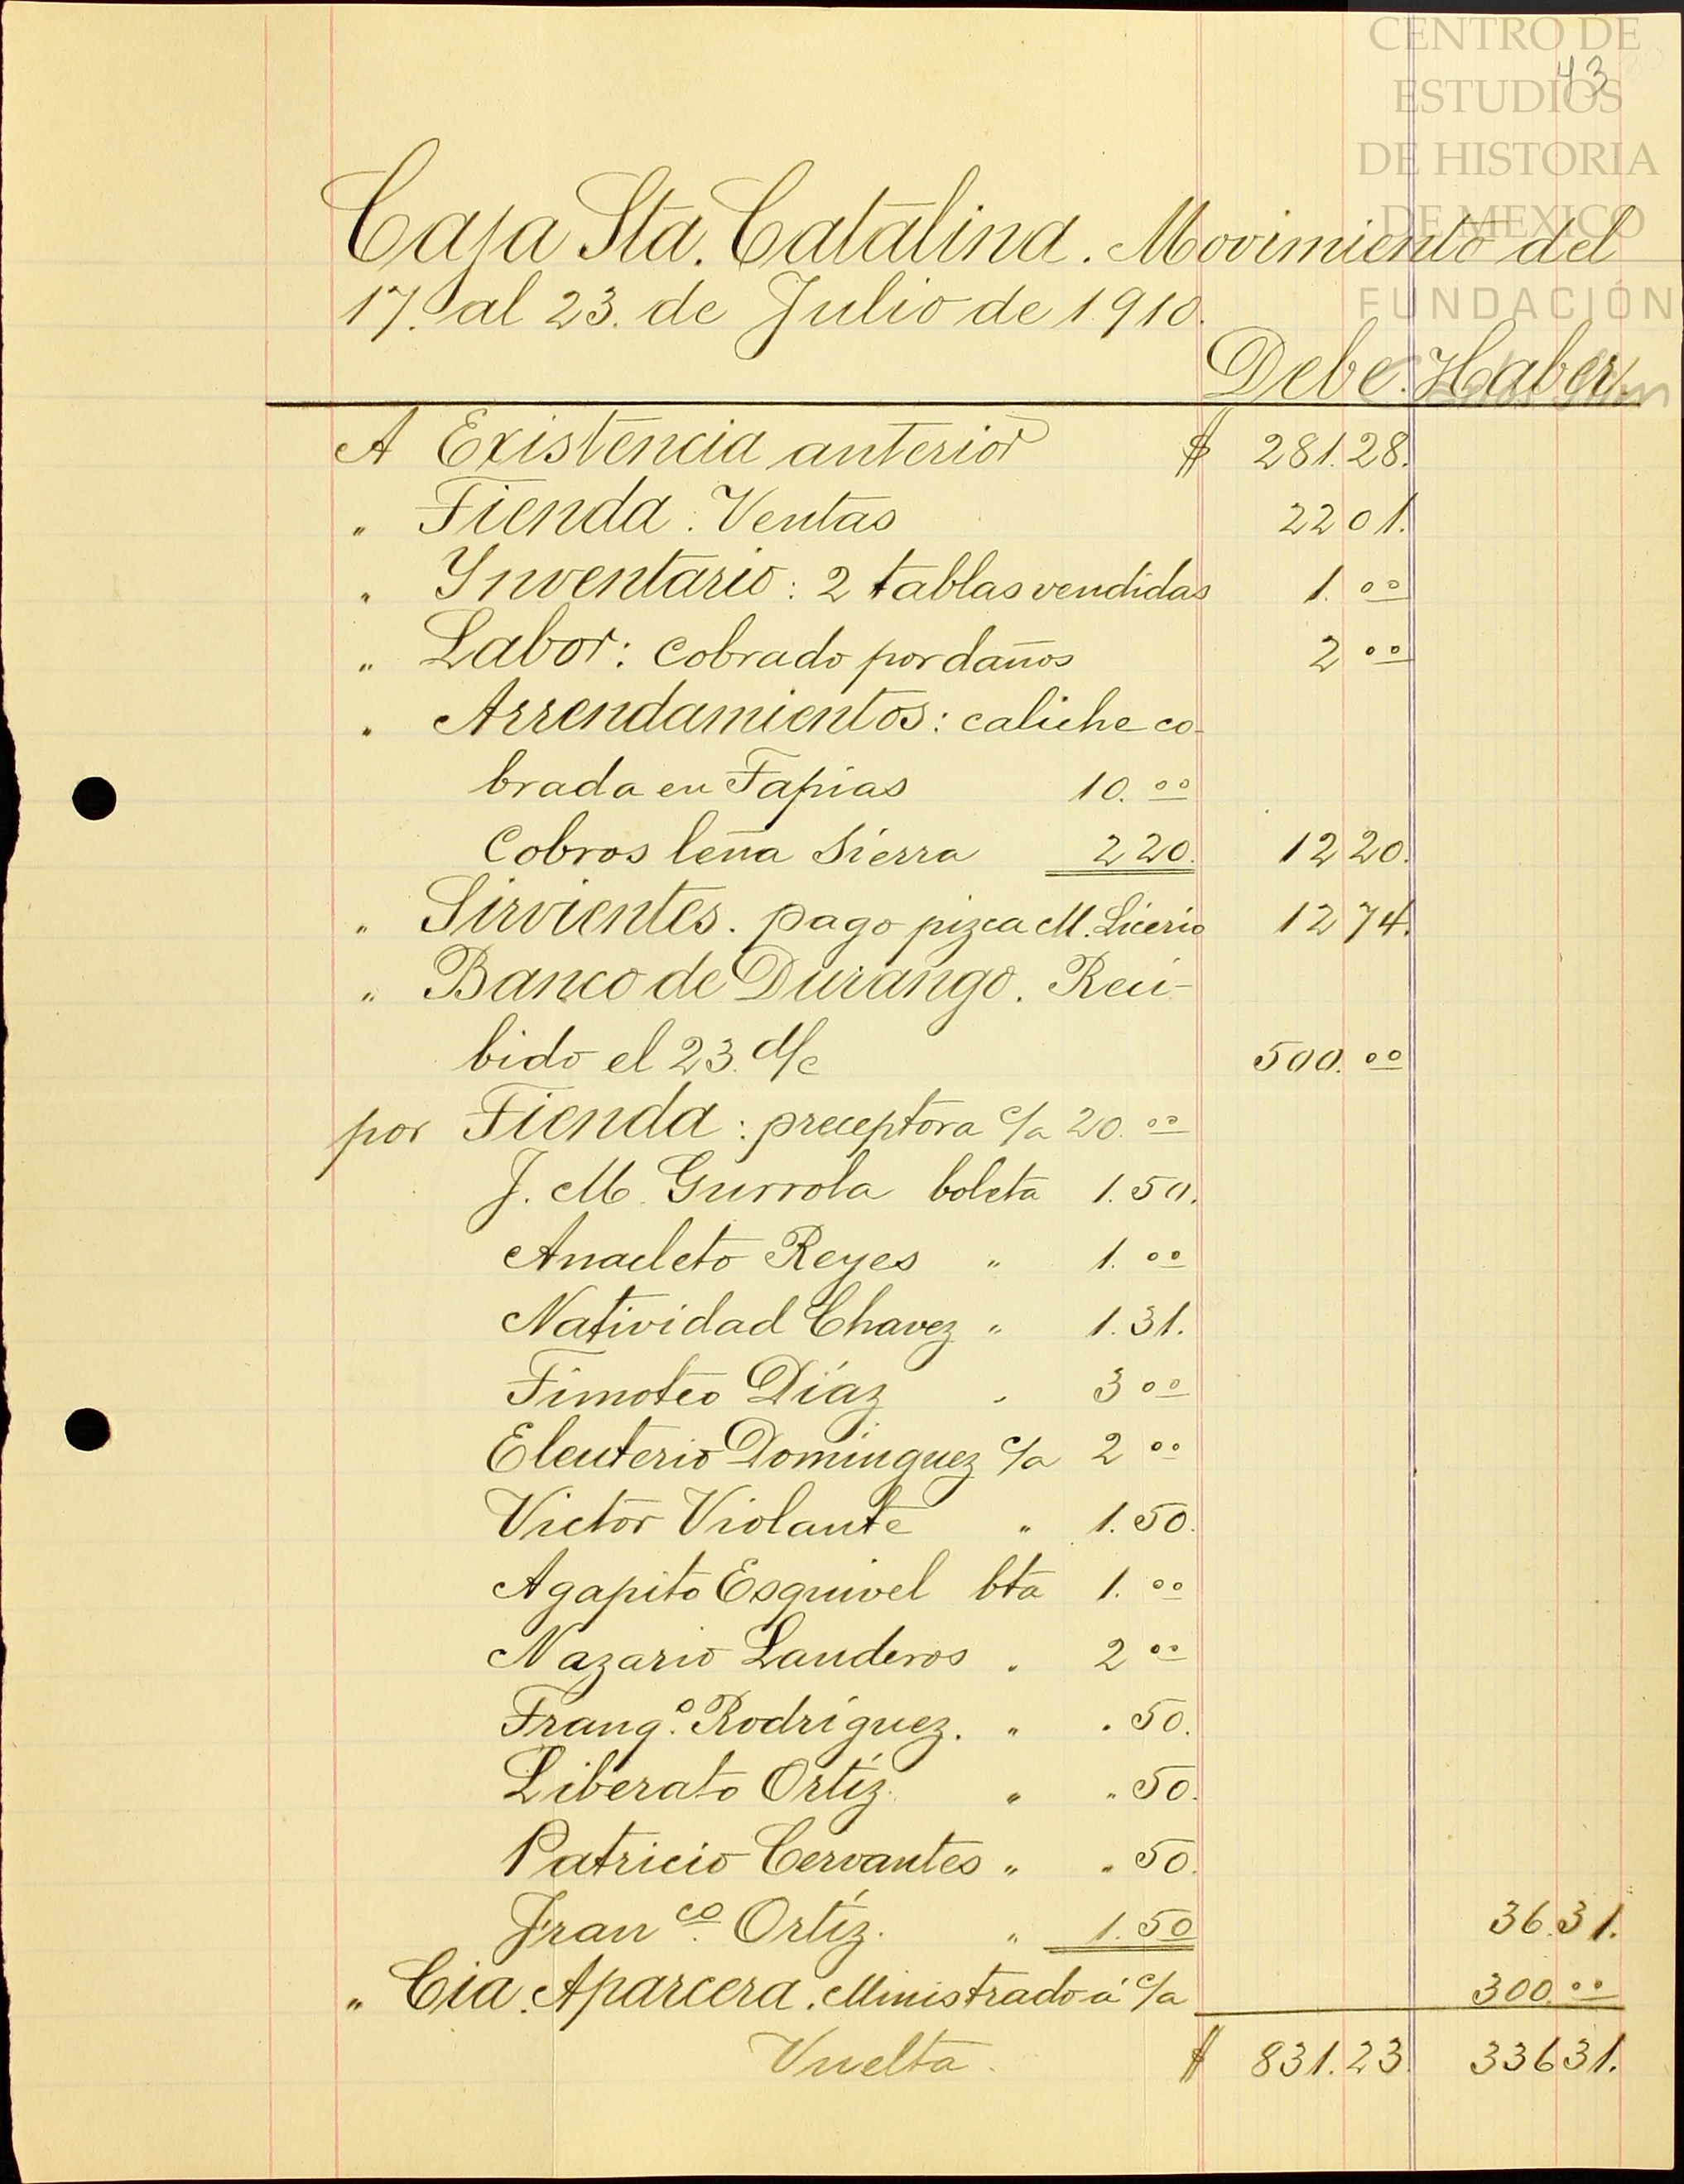 CENTRO DE
ESTUDIOS
DE HISTORIA
DE MEXICO
FUNDACIÓN
43
Caja Sta. Catalina. Movimiento del
17. al 23. de Julio de 1910.
Debe. Haber.
A Existencia anterior $ 281.28.
" Tienda. Ventas 22 01.
" Ynventario: 2 tablas vendidas 1. 00
" Labor: Cobrado por daños 2 00
" Arrendamientos: caliche co-
brada en Tapias 10. 00
Cobros leña Sierra 2 20. 12 20.
" Sirvientes. pago pizca M. Licerio 12 74.
" Banco de Durango. Reci-
bido el 23. d/c 500. 00
por Tienda: preceptora c/a 20. 00
J. M. Gurrola boleta 1. 50.
Anacleto Reyes " 1. 00
Natividad Chavez " 1. 31.
Timoteo Díaz " 3 00
Eleuterio Domínguez c/a 2 00
Victor Violante " 1. 50.
Agapito Esquivel bta 1. 00
Nazario Landeros " 2 00
Franq.º Rodríguez. " . 50.
Liberato Ortíz. " " 50.
Patricio Cervantes " " 50.
Fran co. Ortíz. " 1. 50 36.31.
" Cia. Aparcera. Ministrado á c/a 300. 00
Vuelta. $ 831.23. 336 31.